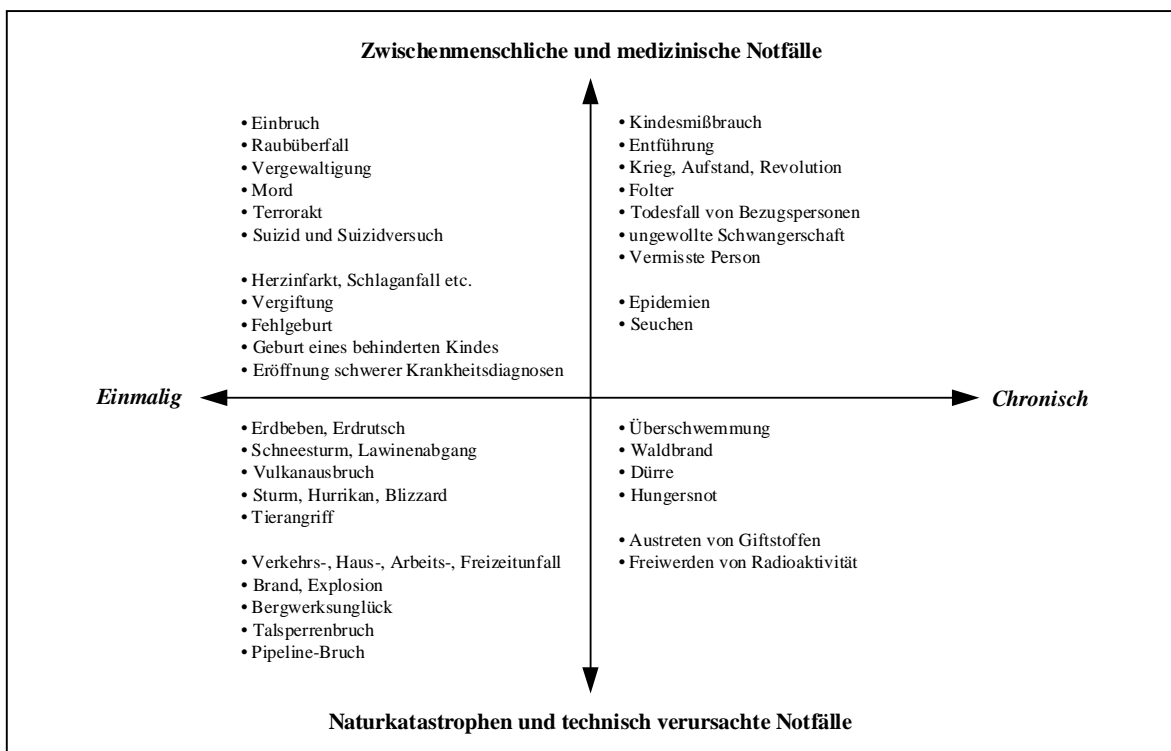 Zwischenmenschliche und medizinische Notfälle
• Einbruch
• Raubüberfall
• Vergewaltigung
• Mord
• Terrorakt
• Suizid und Suizidversuch
• Herzinfarkt, Schlaganfall etc.
• Vergiftung
• Fehlgeburt
• Geburt eines behinderten Kindes
• Eröffnung schwerer Krankheitsdiagnosen
• Kindesmißbrauch
• Entführung
• Krieg, Aufstand, Revolution
• Folter
• Todesfall von Bezugspersonen
• ungewollte Schwangerschaft
• Vermisste Person
• Epidemien
• Seuchen
Einmalig
Chronisch
• Erdbeben, Erdrutsch
• Schneesturm, Lawinenabgang
• Vulkanausbruch
• Sturm, Hurrikan, Blizzard
• Tierangriff
• Verkehrs-, Haus-, Arbeits-, Freizeitunfall
• Brand, Explosion
• Bergwerksunglück
• Talsperrenbruch
• Pipeline-Bruch
• Überschwemmung
• Waldbrand
• Dürre
• Hungersnot
• Austreten von Giftstoffen
• Freiwerden von Radioaktivität
Naturkatastrophen und technisch verursachte Notfälle